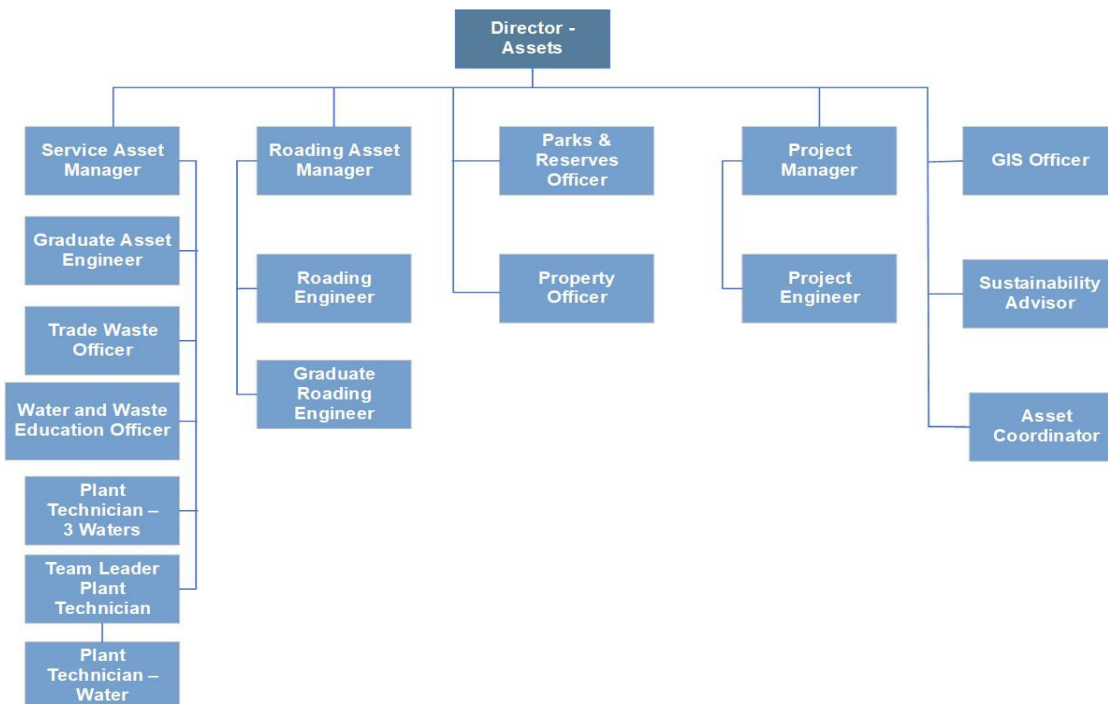 Director -
Assets
Service Asset
Manager
Roading Asset
Manager
Parks &
Reserves
Officer
Project
Manager
GIS Officer
Graduate Asset
Engineer
Roading
Engineer
Property
Officer
Project
Engineer
Sustainability
Advisor
Trade Waste
Officer
Graduate
Roading
Engineer
Water and Waste
Education Officer
Asset
Coordinator
Plant
Technician –
3 Waters
Team Leader
Plant
Technician
Plant
Technician –
Water